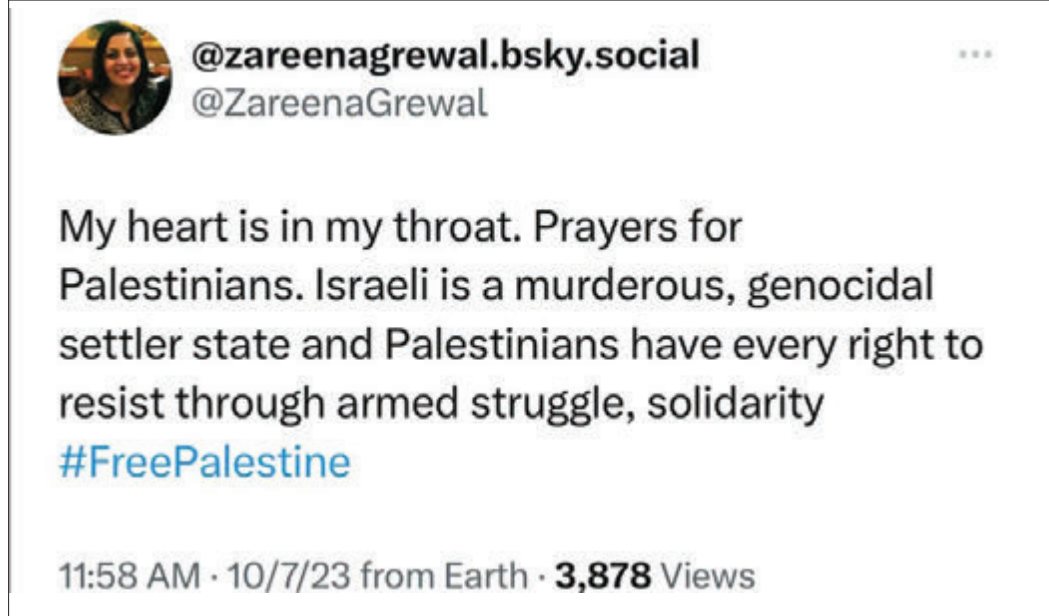 @zareenagrewal.bsky.social
@ZareenaGrewal
My heart is in my throat. Prayers for
Palestinians. Israeli is a murderous, genocidal
settler state and Palestinians have every right to
resist through armed struggle, solidarity
#FreePalestine
11:58 AM · 10/7/23 from Earth · 3,878 Views